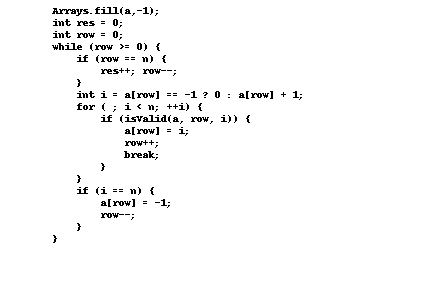 Arrays.fill(a,-1);
int res = 0;
int row = 0;
while (row >= 0) {
    if (row == n) {
        res++; row--;
    }
    int i = a[row] == -1 ? 0 : a[row] + 1;
    for ( ; i < n; ++i) {
        if (isValid(a, row, i)) {
            a[row] = i;
            row++;
            break;
        }
    }
    if (i == n) {
        a[row] = -1;
        row--;
    }
}